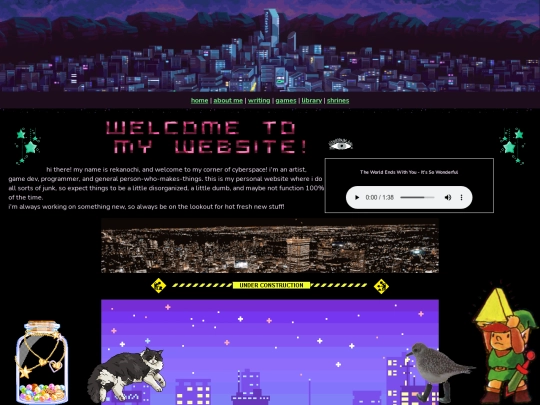 home | about me | writing | games | library | shrines
WELCOME TO
MY WEBSITE!
hi there! my name is rekanochi, and welcome to my corner of cyberspace! i'm an artist,
game dev, programmer, and general person-who-makes-things. this is my personal website where i do
all sorts of junk, so expect things to be a little disorganized, a little dumb, and maybe not function 100%
of the time.
i'm always working on something new, so always be on the lookout for hot fresh new stuff!
The World Ends With You - It's So Wonderful
0:00 / 1:38
UNDER CONSTRUCTION